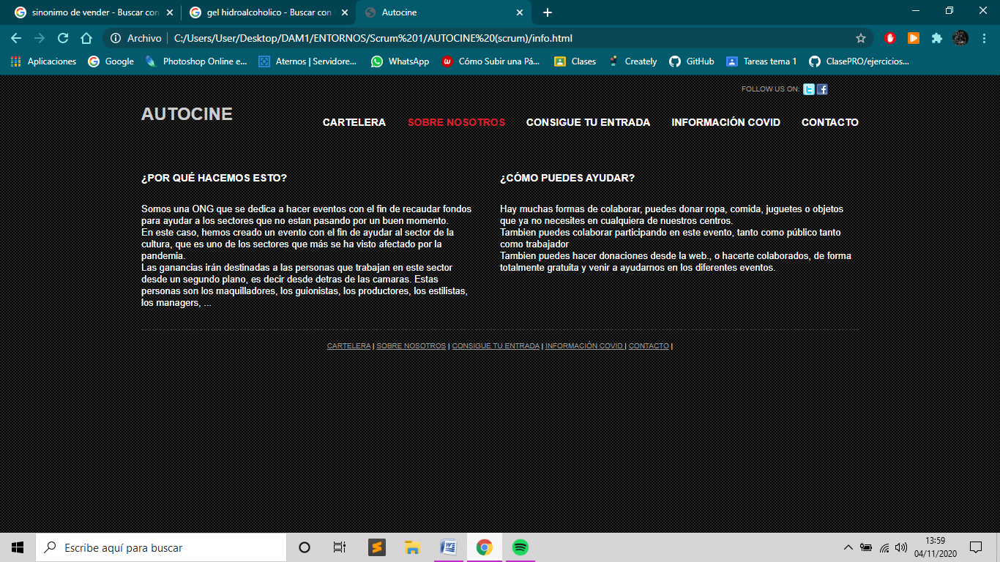 sinonimo de vender - Buscar con
gel hidroalcoholico - Buscar con
Autocine
Archivo C:/Users/User/Desktop/DAM1/ENTORNOS/Scrum%201/AUTOCINE%20(scrum)/info.html
Aplicaciones Google Photoshop Online e... Aternos | Servidore... WhatsApp Cómo Subir una Pá... Clases Creately GitHub Tareas tema 1 ClasePRO/ejercicios...
FOLLOW US ON:
AUTOCINE
CARTELERA SOBRE NOSOTROS CONSIGUE TU ENTRADA INFORMACIÓN COVID CONTACTO
¿POR QUÉ HACEMOS ESTO?
Somos una ONG que se dedica a hacer eventos con el fin de recaudar fondos
para ayudar a los sectores que no estan pasando por un buen momento.
En este caso, hemos creado un evento con el fin de ayudar al sector de la
cultura, que es uno de los sectores que más se ha visto afectado por la
pandemia.
Las ganancias irán destinadas a las personas que trabajan en este sector
desde un segundo plano, es decir desde detras de las camaras. Estas
personas son los maquilladores, los guionistas, los productores, los estilistas,
los managers, ...
¿CÓMO PUEDES AYUDAR?
Hay muchas formas de colaborar, puedes donar ropa, comida, juguetes o objetos
que ya no necesites en cualquiera de nuestros centros.
Tambien puedes colaborar participando en este evento, tanto como público tanto
como trabajador
Tambien puedes hacer donaciones desde la web., o hacerte colaborados, de forma
totalmente gratuita y venir a ayudarnos en los diferentes eventos.
CARTELERA | SOBRE NOSOTROS | CONSIGUE TU ENTRADA | INFORMACIÓN COVID | CONTACTO |
Escribe aquí para buscar
13:59
04/11/2020